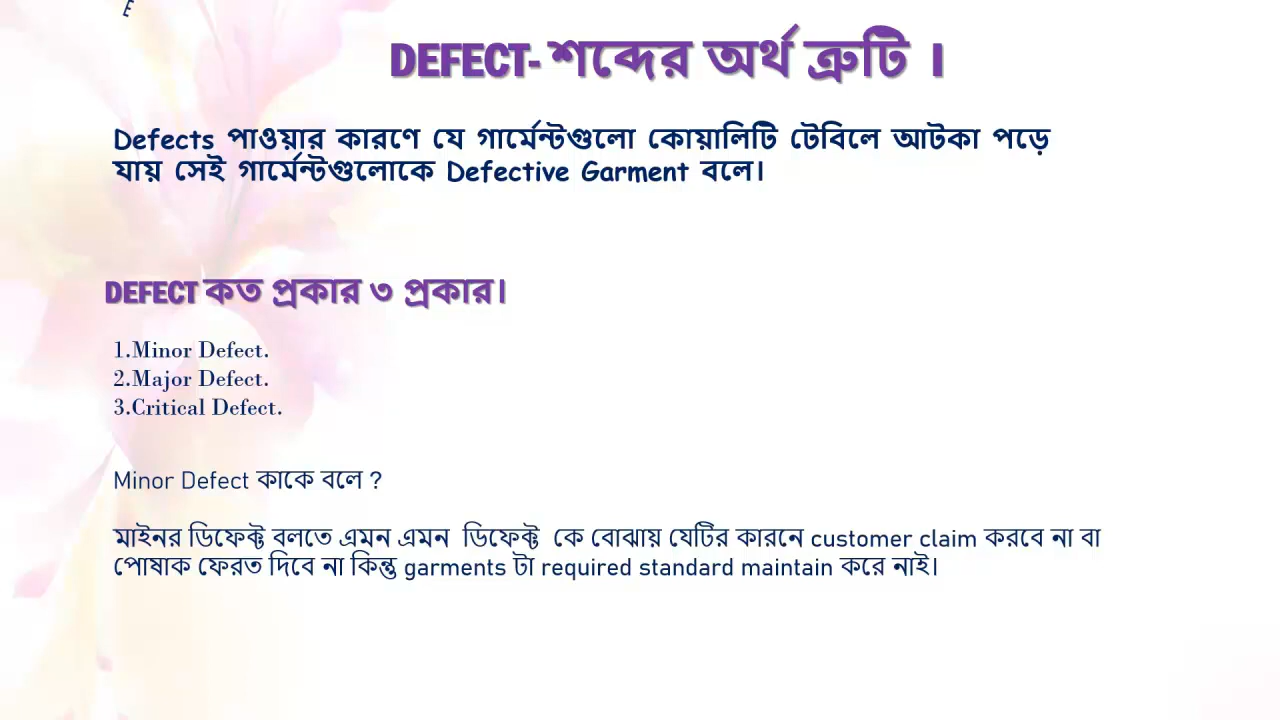 E
DEFECT- শব্দের অর্থ ত্রুটি ।
Defects পাওয়ার কারণে যে গার্মেন্টগুলো কোয়ালিটি টেবিলে আটকা পড়ে
যায় সেই গার্মেন্টগুলোকে Defective Garment বলে।
DEFECT কত প্রকার ৩ প্রকার।
1.Minor Defect.
2.Major Defect.
3.Critical Defect.
Minor Defect কাকে বলে ?
মাইনর ডিফেক্ট বলতে এমন এমন ডিফেক্ট কে বোঝায় যেটির কারনে customer claim করবে না বা
পোষাক ফেরত দিবে না কিন্তু garments টা required standard maintain করে নাই।